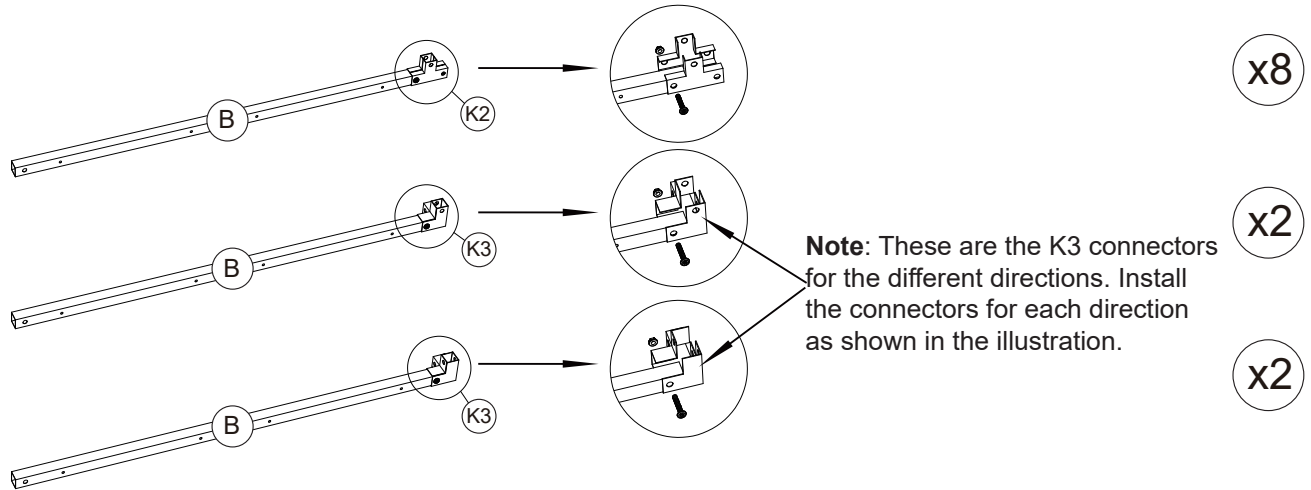 x8
B
K2
x2
B
K3
Note: These are the K3 connectors
for the different directions. Install
the connectors for each direction
as shown in the illustration.
x2
B
K3